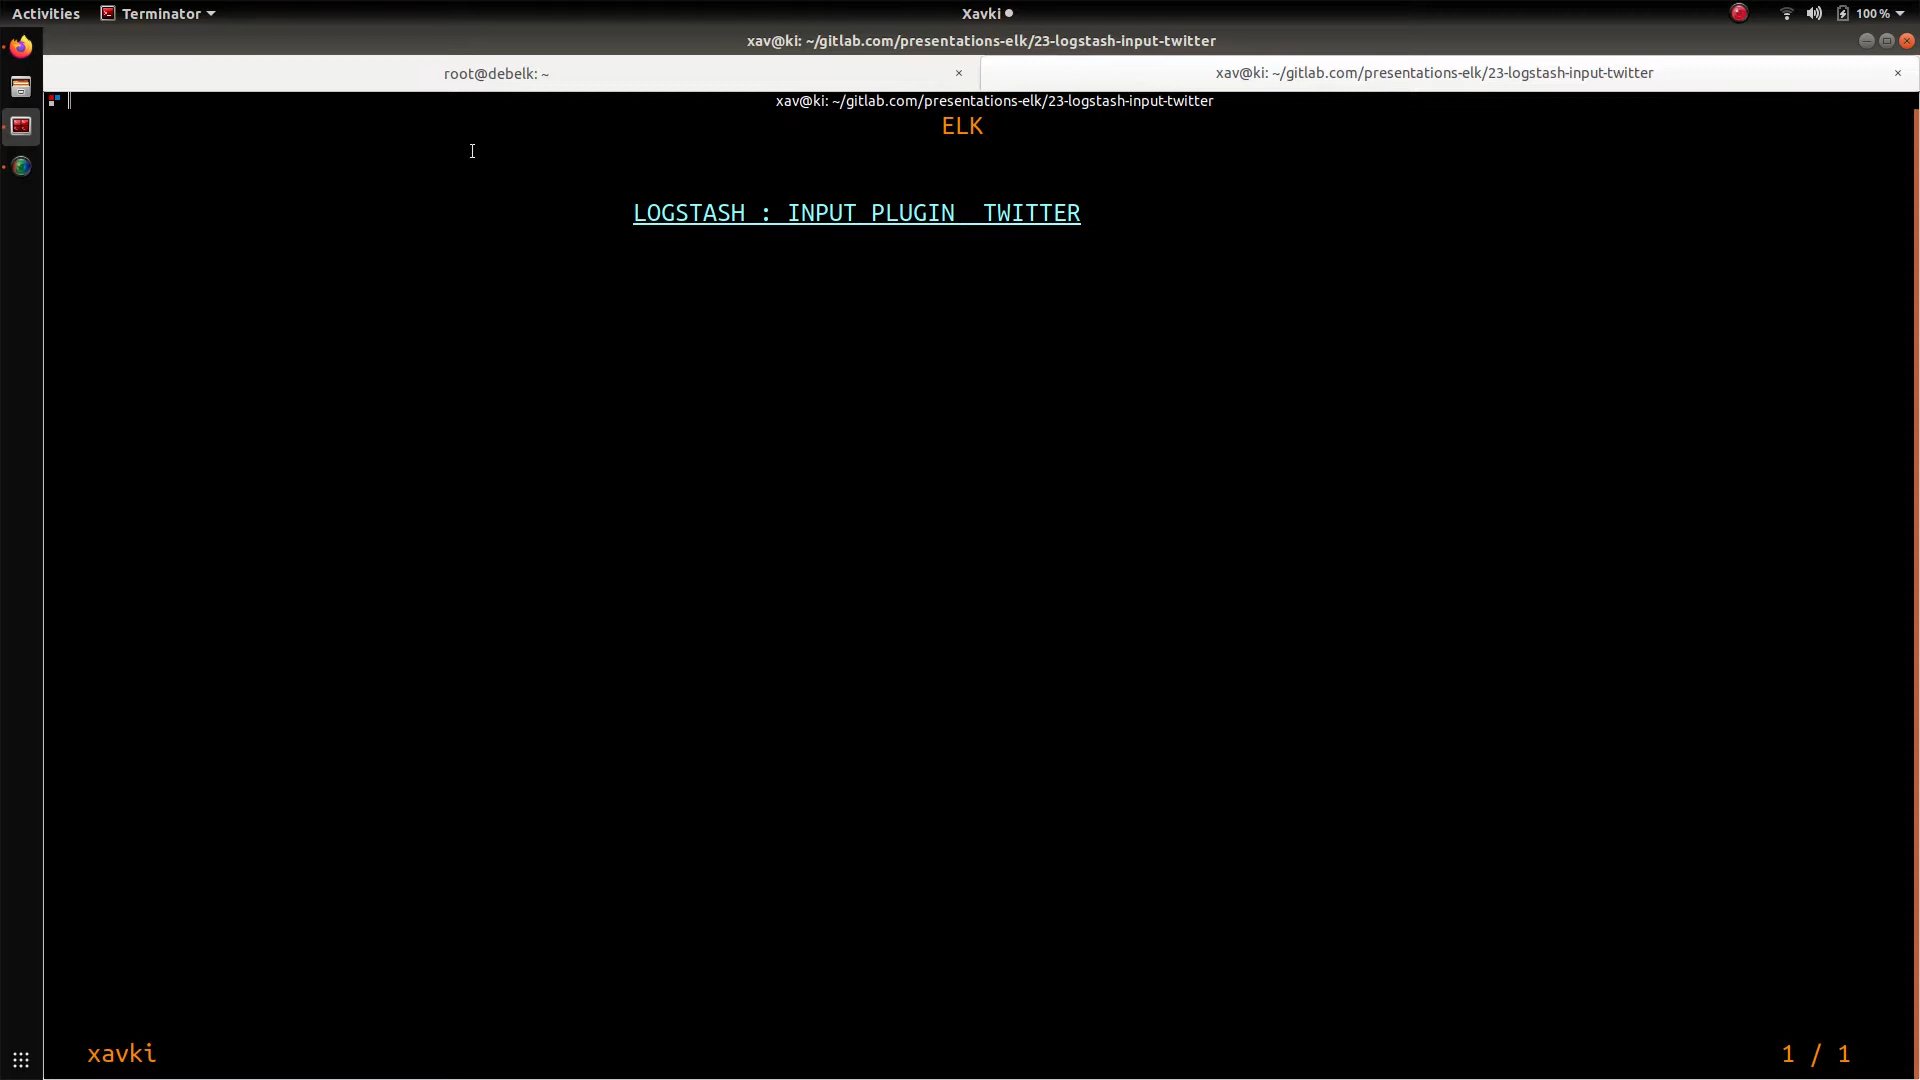 Activities Terminator Xavki 100 %
xav@ki: ~/gitlab.com/presentations-elk/23-logstash-input-twitter
root@debelk: ~ × xav@ki: ~/gitlab.com/presentations-elk/23-logstash-input-twitter ×
xav@ki: ~/gitlab.com/presentations-elk/23-logstash-input-twitter
ELK
LOGSTASH : INPUT PLUGIN  TWITTER
xavki 1 / 1